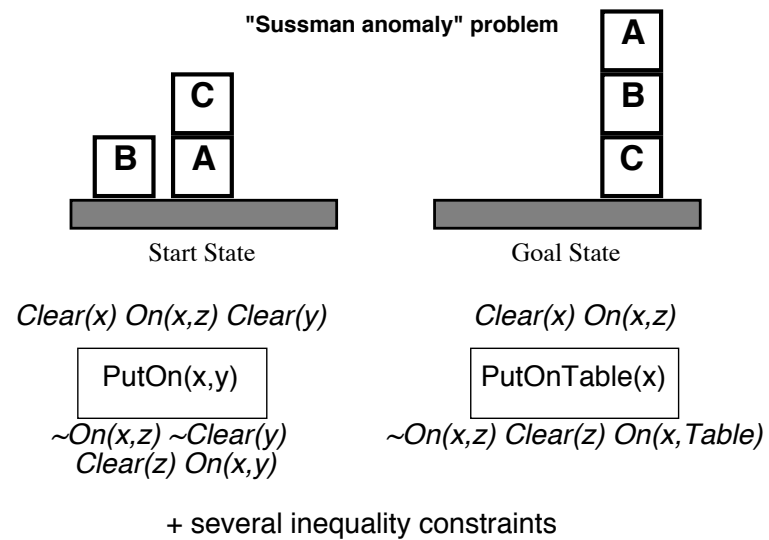 "Sussman anomaly" problem
A
C
B
B
A
C
Start State
Goal State
Clear(x) On(x,z) Clear(y)
Clear(x) On(x,z)
PutOn(x,y)
PutOnTable(x)
~On(x,z) ~Clear(y)
Clear(z) On(x,y)
~On(x,z) Clear(z) On(x,Table)
+ several inequality constraints